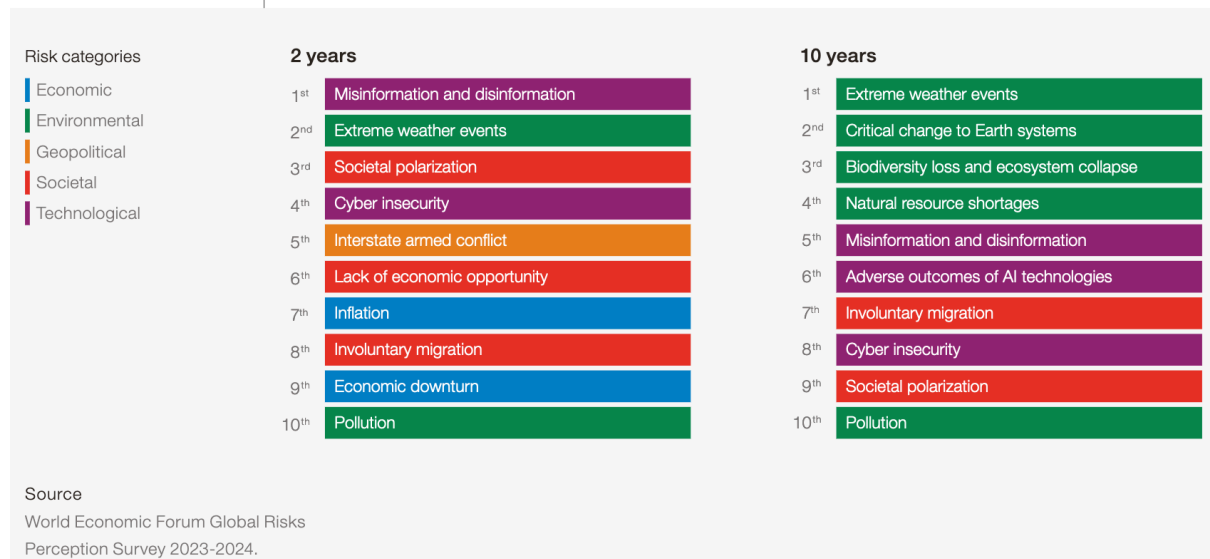 Risk categories
Economic
Environmental
Geopolitical
Societal
Technological
2 years
1st Misinformation and disinformation
2nd Extreme weather events
3rd Societal polarization
4th Cyber insecurity
5th Interstate armed conflict
6th Lack of economic opportunity
7th Inflation
8th Involuntary migration
9th Economic downturn
10th Pollution
10 years
1st Extreme weather events
2nd Critical change to Earth systems
3rd Biodiversity loss and ecosystem collapse
4th Natural resource shortages
5th Misinformation and disinformation
6th Adverse outcomes of AI technologies
7th Involuntary migration
8th Cyber insecurity
9th Societal polarization
10th Pollution
Source
World Economic Forum Global Risks
Perception Survey 2023-2024.